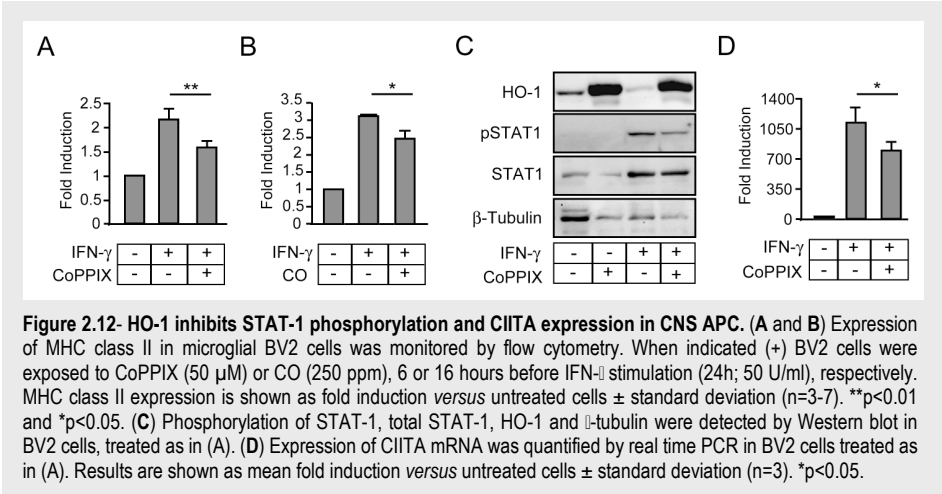 A
B
C
D
Fold Induction
2.5
2
1.5
1
0.5
0
**
IFN-γ - + +
CoPPIX - - +
Fold Induction
3.5
3
2.5
2
1.5
1
0.5
0
*
IFN-γ - + +
CO - - +
HO-1
pSTAT1
STAT1
β-Tubulin
IFN-γ - - + +
CoPPIX - + - +
Fold Induction
1400
1050
700
350
0
*
IFN-γ - + +
CoPPIX - - +
Figure 2.12- HO-1 inhibits STAT-1 phosphorylation and CIITA expression in CNS APC. (A and B) Expression
of MHC class II in microglial BV2 cells was monitored by flow cytometry. When indicated (+) BV2 cells were
exposed to CoPPIX (50 µM) or CO (250 ppm), 6 or 16 hours before IFN-▯ stimulation (24h; 50 U/ml), respectively.
MHC class II expression is shown as fold induction versus untreated cells ± standard deviation (n=3-7). **p<0.01
and *p<0.05. (C) Phosphorylation of STAT-1, total STAT-1, HO-1 and ▯-tubulin were detected by Western blot in
BV2 cells, treated as in (A). (D) Expression of CIITA mRNA was quantified by real time PCR in BV2 cells treated as
in (A). Results are shown as mean fold induction versus untreated cells ± standard deviation (n=3). *p<0.05.